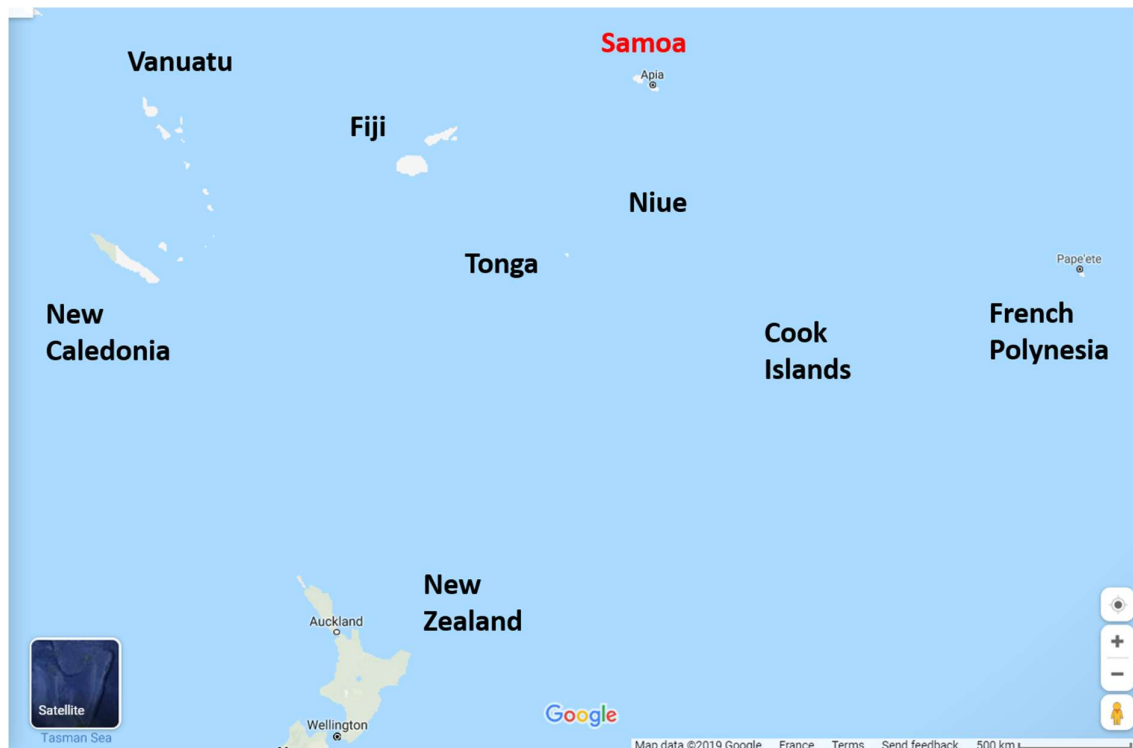 Samoa
Vanuatu
Apia
Fiji
Niue
Tonga
Pape'ete
New
Caledonia
French
Polynesia
Cook
Islands
New
Zealand
Auckland
Satellite
Wellington
Google
Tasman Sea
Map data ©2019 Google France Terms Send feedback 500 km